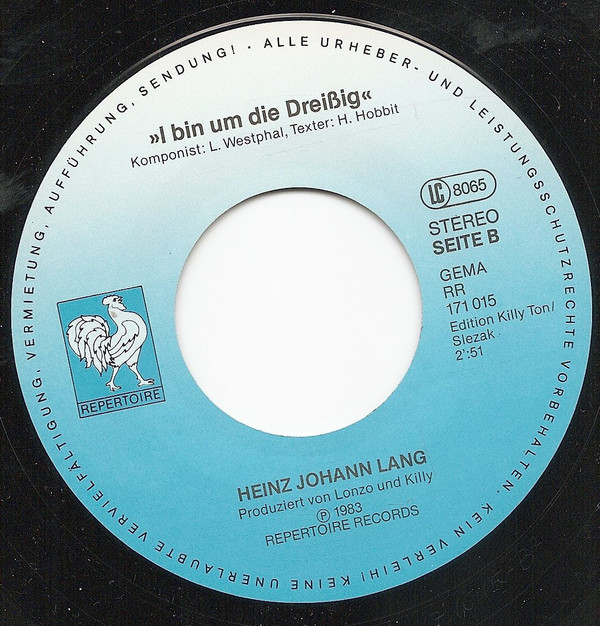 ALLE URHEBER- UND LEISTUNGSSCHUTZRECHTE VORBEHALTEN. KEIN VERLEIH! KEINE UNERLAUBTE VERVIELFÄLTIGUNG, VERMIETUNG, AUFFÜHRUNG, SENDUNG! ·
»I bin um die Dreißig«
Komponist: L. Westphal, Texter: H. Hobbit
LC 8065
STEREO
SEITE B
GEMA
RR
171 015
Edition Killy Ton/
Slezak
2':51
REPERTOIRE
HEINZ JOHANN LANG
Produziert von Lonzo und Killy
Ⓟ 1983
REPERTOIRE RECORDS